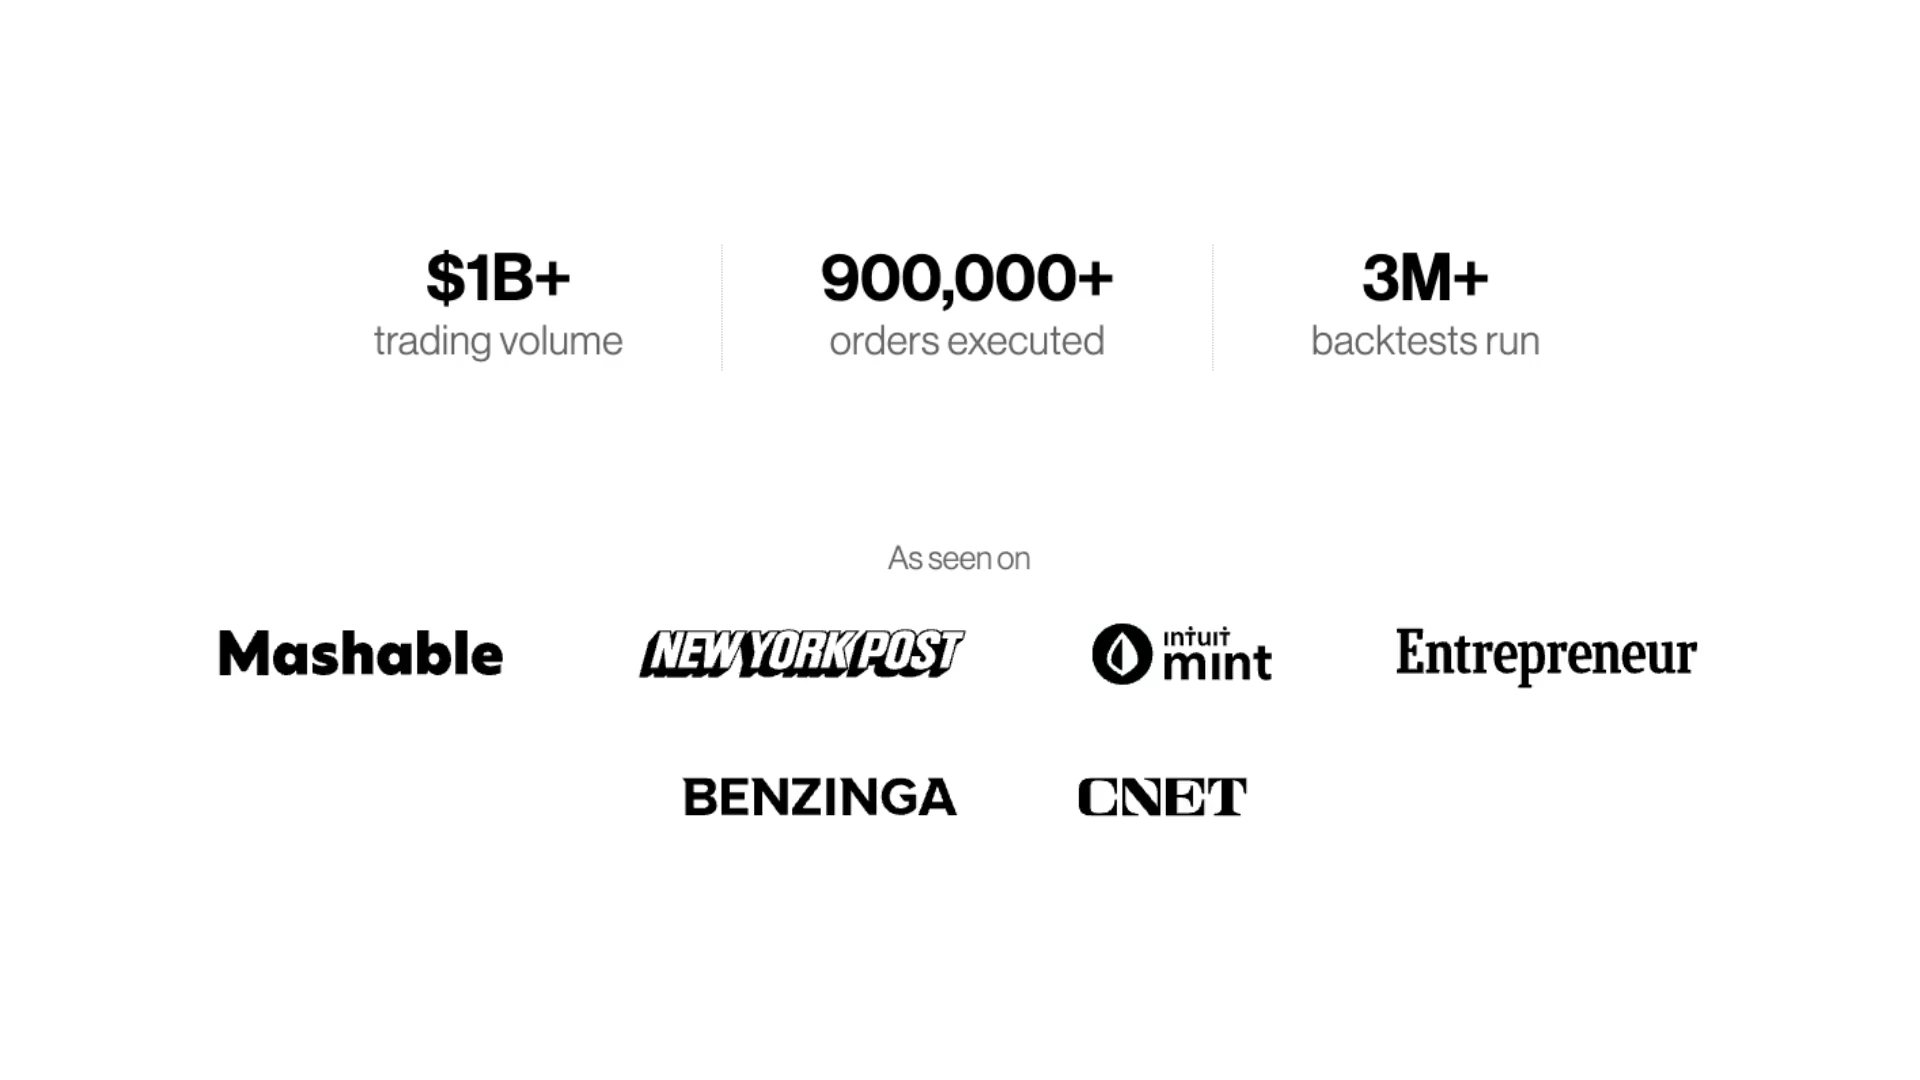 $1B+ 900,000+ 3M+
trading volume orders executed backtests run
As seen on
Mashable NEW YORK POST intuit mint Entrepreneur
BENZINGA CNET